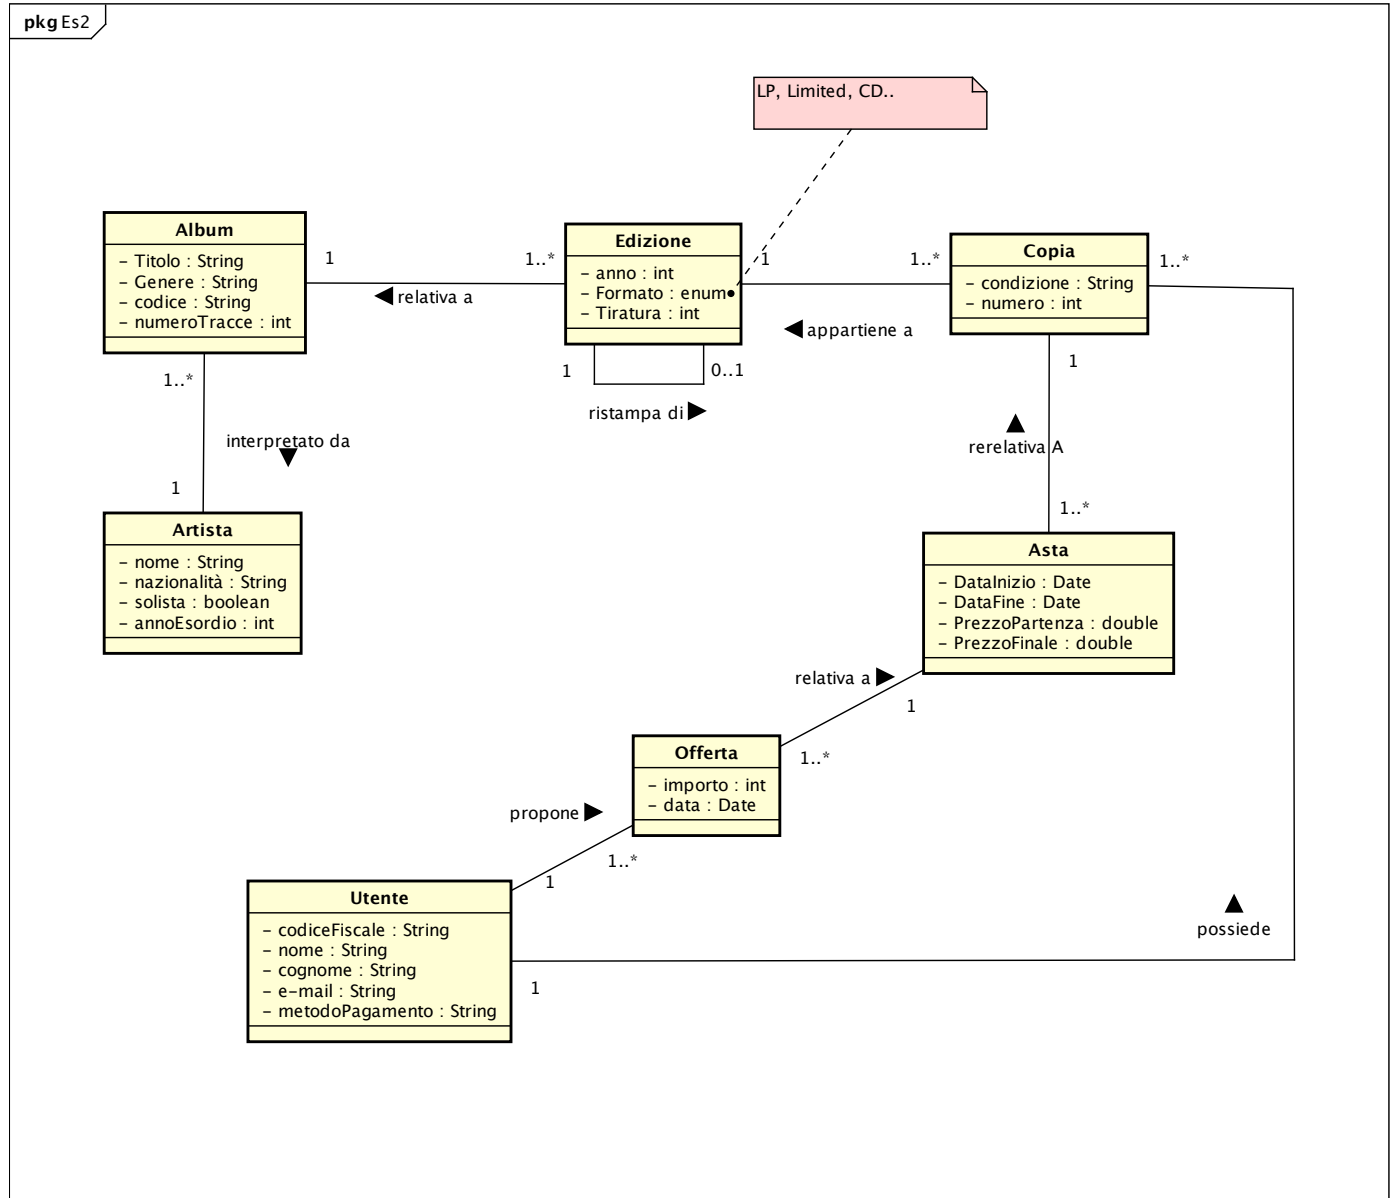 pkg Es2
LP, Limited, CD..
Album
– Titolo : String
– Genere : String
– codice : String
– numeroTracce : int
1
1..*
relativa a
Edizione
– anno : int
– Formato : enum
– Tiratura : int
1
1..*
appartiene a
1
0..1
ristampa di
Copia
– condizione : String
– numero : int
1..*
1
rerelativa A
1..*
1..*
interpretato da
1
Artista
– nome : String
– nazionalità : String
– solista : boolean
– annoEsordio : int
Asta
– DataInizio : Date
– DataFine : Date
– PrezzoPartenza : double
– PrezzoFinale : double
relativa a
1
1..*
Offerta
– importo : int
– data : Date
propone
1..*
1
Utente
– codiceFiscale : String
– nome : String
– cognome : String
– e-mail : String
– metodoPagamento : String
1
possiede